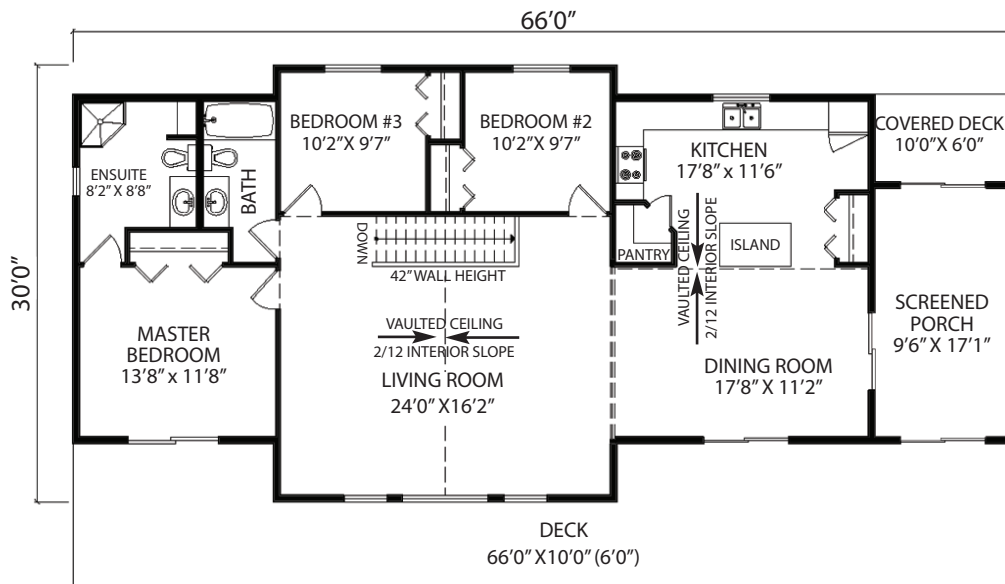 66’0”
30’0”
ENSUITE
8’2” X 8’8”
BATH
BEDROOM #3
10’2”X 9’7”
BEDROOM #2
10’2”X 9’7”
KITCHEN
17’8” x 11’6”
COVERED DECK
10’0”X 6’0”
DOWN
42” WALL HEIGHT
PANTRY
ISLAND
VAULTED CEILING
2/12 INTERIOR SLOPE
MASTER
BEDROOM
13’8” x 11’8”
VAULTED CEILING
2/12 INTERIOR SLOPE
LIVING ROOM
24’0” X16’2”
DINING ROOM
17’8” X 11’2”
SCREENED
PORCH
9’6” X 17’1”
DECK
66’0” X10’0” (6’0”)